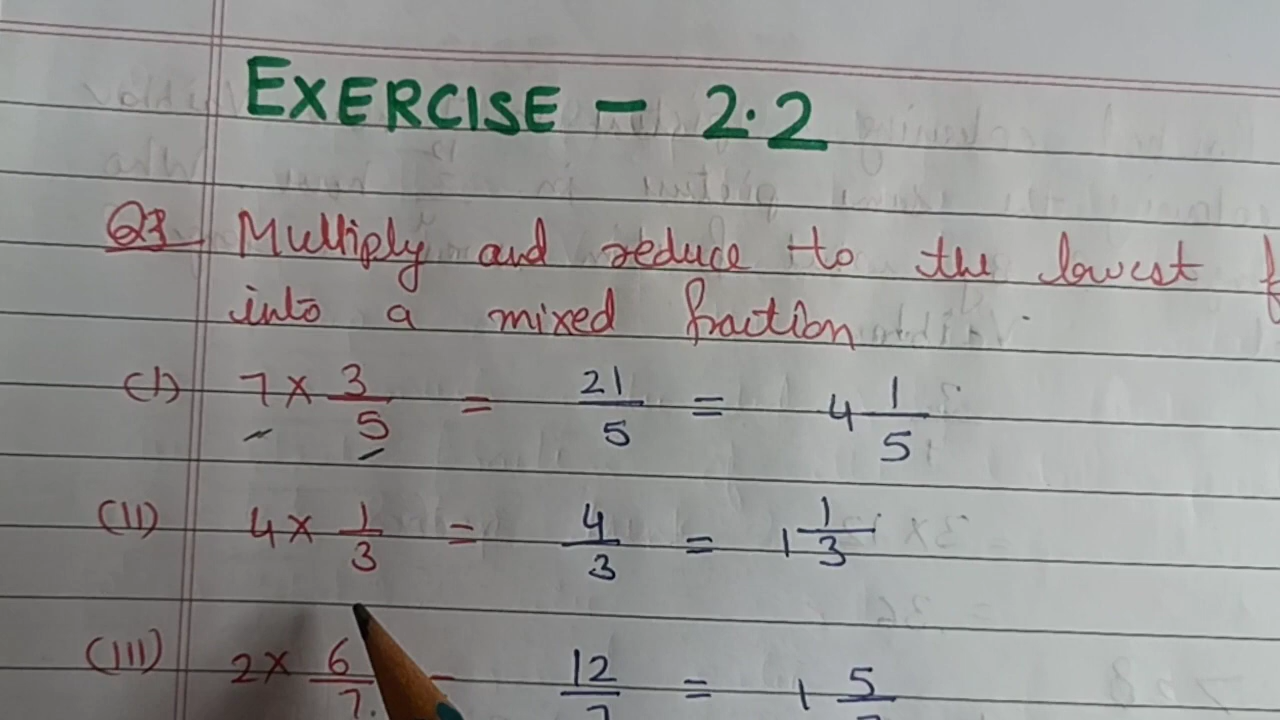 EXERCISE - 2.2
Q3 Multiply and reduce to the lowest
into a mixed fraction
(I) 7 × 3/5 = 21/5 = 4 1/5
(II) 4 × 1/3 = 4/3 = 1 1/3
(III) 2 × 6/7 = 12/7 = 1 5/